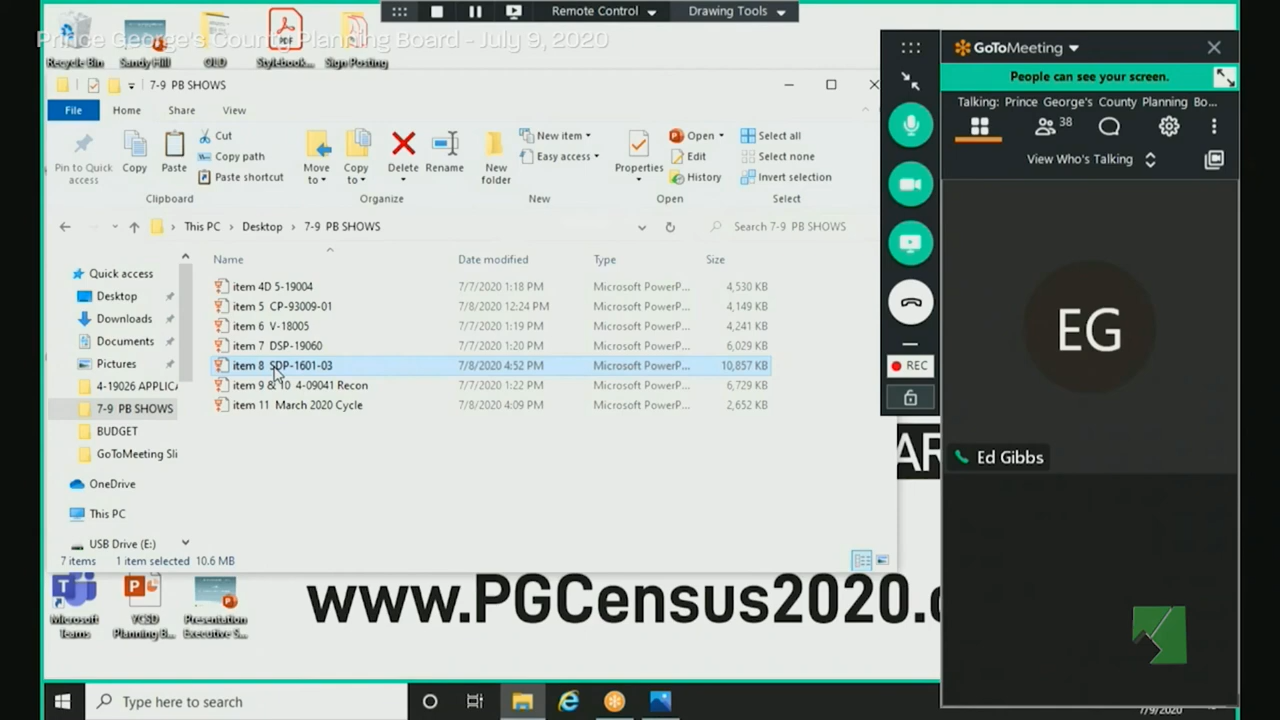 Remote Control
Drawing Tools
Prince George's County Planning Board - July 9, 2020
Recycle Bin
Sandy Hill
OLD
Stylebook...
Sign Posting
PDF
7-9 PB SHOWS
File
Home
Share
View
Pin to Quick access
Copy
Paste
Cut
Copy path
Paste shortcut
Move to
Copy to
Delete
Rename
New folder
New item
Easy access
Properties
Open
Edit
History
Select all
Select none
Invert selection
Clipboard
Organize
New
Open
Select
This PC
Desktop
7-9 PB SHOWS
Search 7-9 PB SHOWS
Name
Date modified
Type
Size
item 4D 5-19004 7/7/2020 1:18 PM Microsoft PowerP... 4,530 KB
item 5 CP-93009-01 7/8/2020 12:24 PM Microsoft PowerP... 4,149 KB
item 6 V-18005 7/7/2020 1:19 PM Microsoft PowerP... 4,241 KB
item 7 DSP-19060 7/7/2020 1:20 PM Microsoft PowerP... 6,029 KB
item 8 SDP-1601-03 7/8/2020 4:52 PM Microsoft PowerP... 10,857 KB
item 9 & 10 4-09041 Recon 7/7/2020 1:22 PM Microsoft PowerP... 6,729 KB
item 11 March 2020 Cycle 7/8/2020 4:09 PM Microsoft PowerP... 2,652 KB
Quick access
Desktop
Downloads
Documents
Pictures
4-19026 APPLICA
7-9 PB SHOWS
BUDGET
GoToMeeting Sli
OneDrive
This PC
USB Drive (E:)
7 items
1 item selected
10.6 MB
GoToMeeting
People can see your screen.
Talking: Prince George's County Planning Bo...
38
View Who's Talking
REC
EG
Ed Gibbs
AR
www.PGCensus2020.
Microsoft Teams
VCSD Planning B...
Presentation Executive S...
Type here to search
7/9/2020